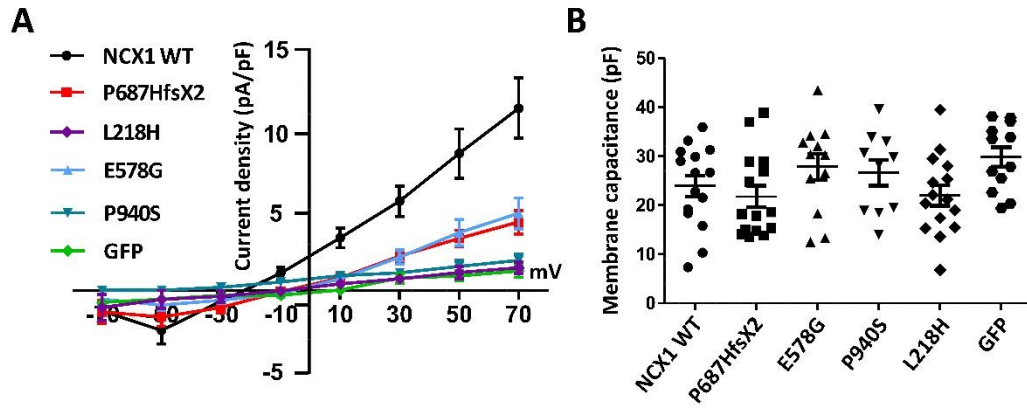 A
B
NCX1 WT
P687HfsX2
L218H
E578G
P940S
GFP
Current density (pA/pF)
15
10
5
-5
-10 10 30 50 70
mV
Membrane capacitance (pF)
50
40
30
20
10
0
NCX1 WT
P687HfsX2
E578G
P940S
L218H
GFP